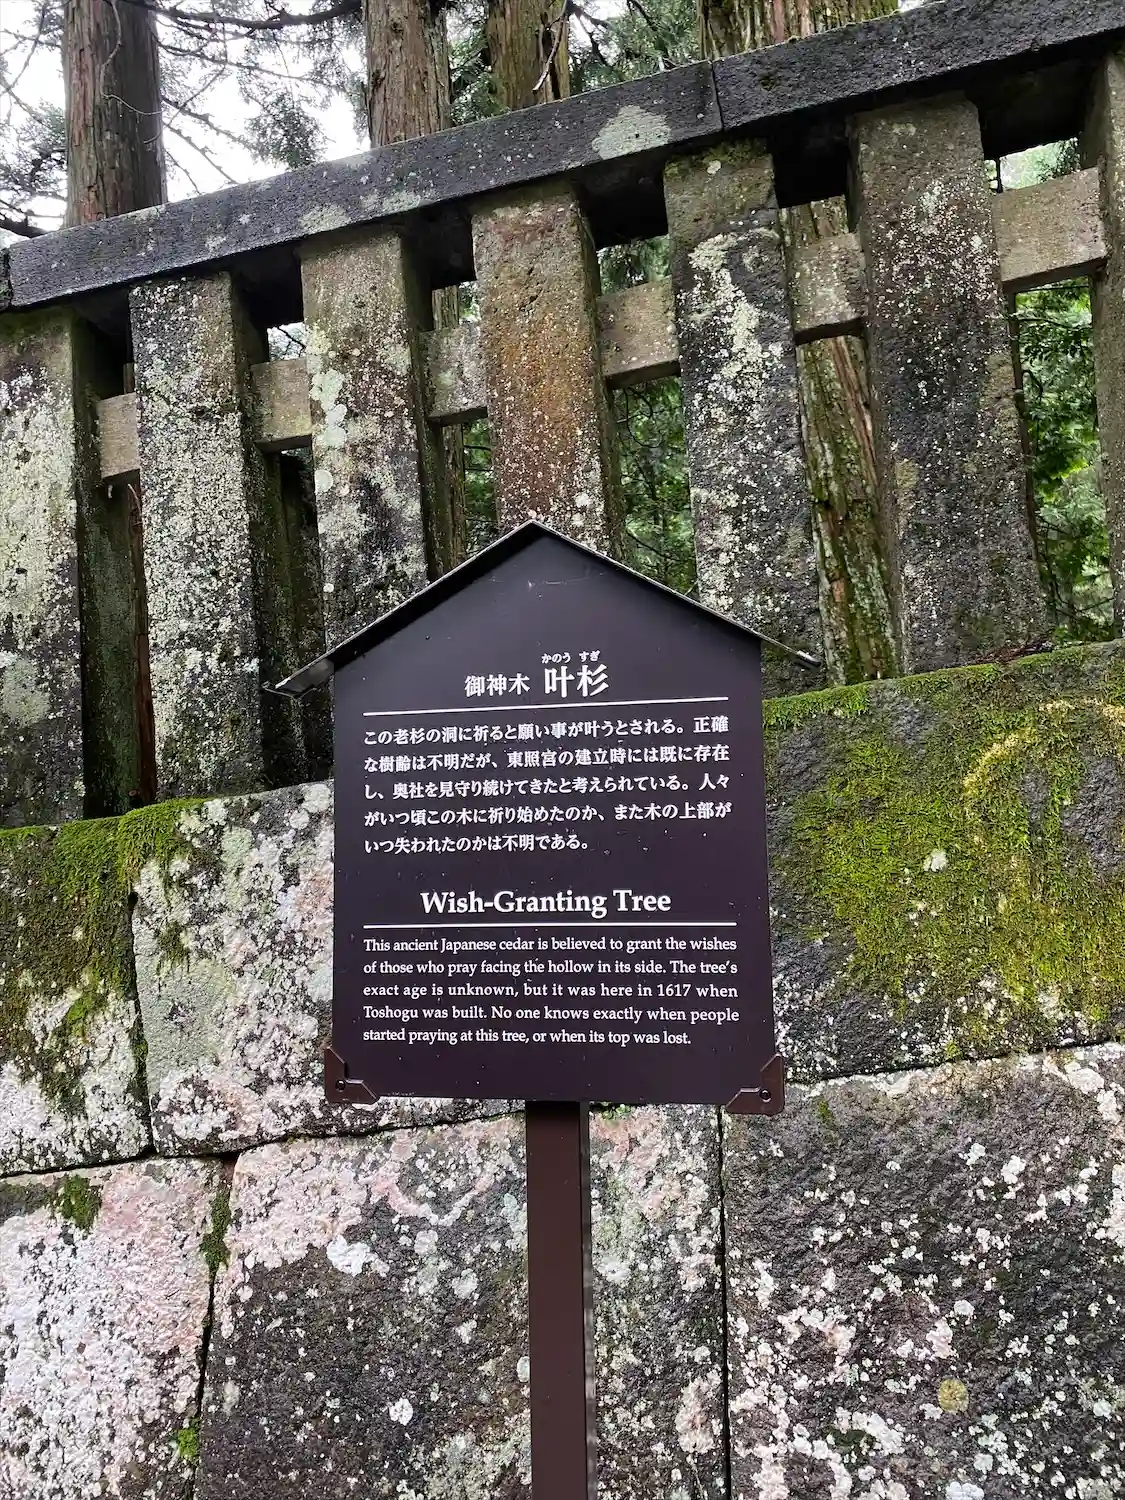 かのう すぎ
御神木 叶杉
この老杉の洞に祈ると願い事が叶うとされる。正確
な樹齢は不明だが、東照宮の建立時には既に存在
し、奥社を見守り続けてきたと考えられている。人々
がいつ頃この木に祈り始めたのか、また木の上部が
いつ失われたのかは不明である。
Wish-Granting Tree
This ancient Japanese cedar is believed to grant the wishes
of those who pray facing the hollow in its side. The tree's
exact age is unknown, but it was here in 1617 when
Toshogu was built. No one knows exactly when people
started praying at this tree, or when its top was lost.